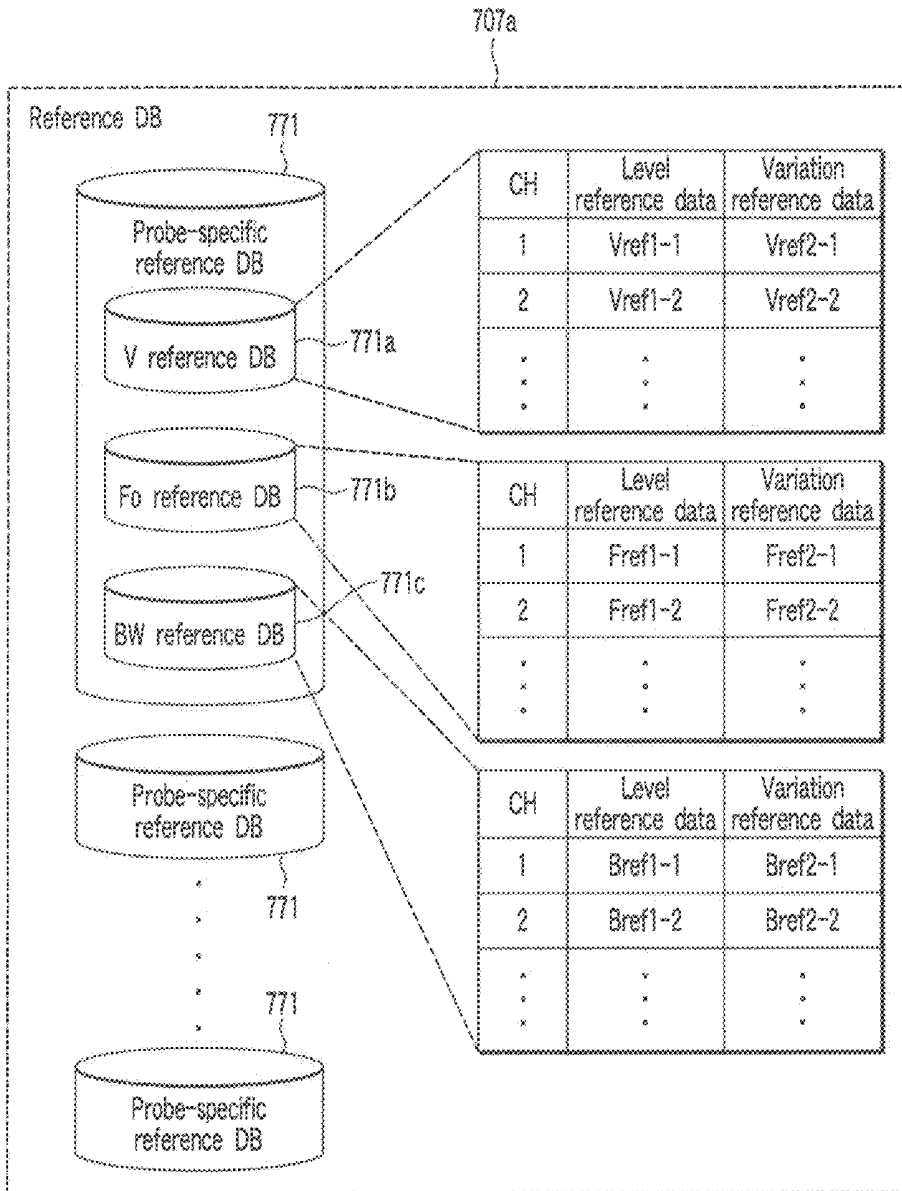 707a
Reference DB
771
Probe-specific
reference DB
V reference DB
771a
Fo reference DB
771b
BW reference DB
771c
CH Level reference data Variation reference data
1 Vref1-1 Vref2-1
2 Vref1-2 Vref2-2
CH Level reference data Variation reference data
1 Fref1-1 Fref2-1
2 Fref1-2 Fref2-2
CH Level reference data Variation reference data
1 Bref1-1 Bref2-1
2 Bref1-2 Bref2-2
Probe-specific
reference DB
771
771
Probe-specific
reference DB